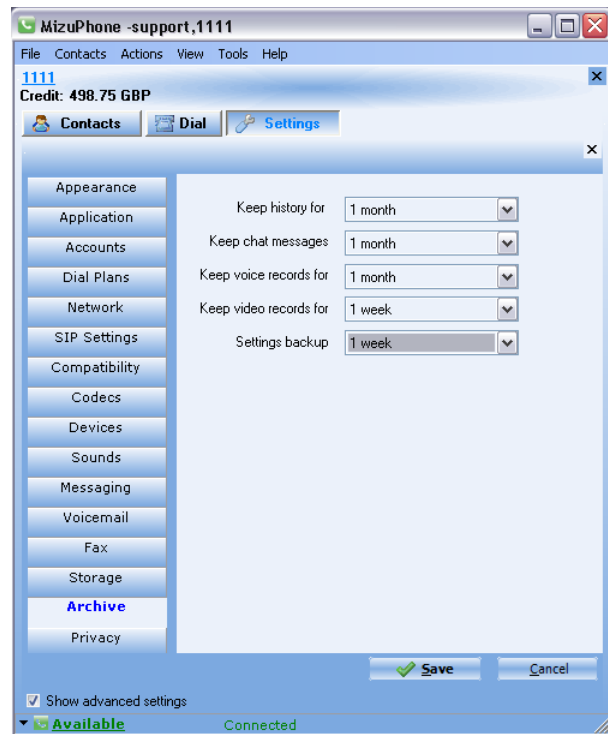 MizuPhone -support,1111
File Contacts Actions View Tools Help
1111
Credit: 498.75 GBP
Contacts Dial Settings
Appearance
Application
Accounts
Dial Plans
Network
SIP Settings
Compatibility
Codecs
Devices
Sounds
Messaging
Voicemail
Fax
Storage
Archive
Privacy
Keep history for 1 month
Keep chat messages 1 month
Keep voice records for 1 month
Keep video records for 1 week
Settings backup 1 week
Save Cancel
Show advanced settings
Available Connected